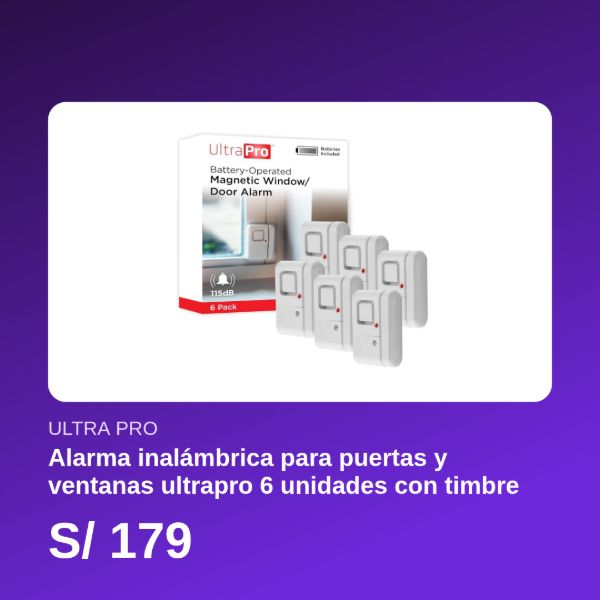 UltraPro
Batteries
Included
Battery-Operated
Magnetic Window/
Door Alarm
115dB
6 Pack
ULTRA PRO
Alarma inalámbrica para puertas y
ventanas ultrapro 6 unidades con timbre
S/ 179